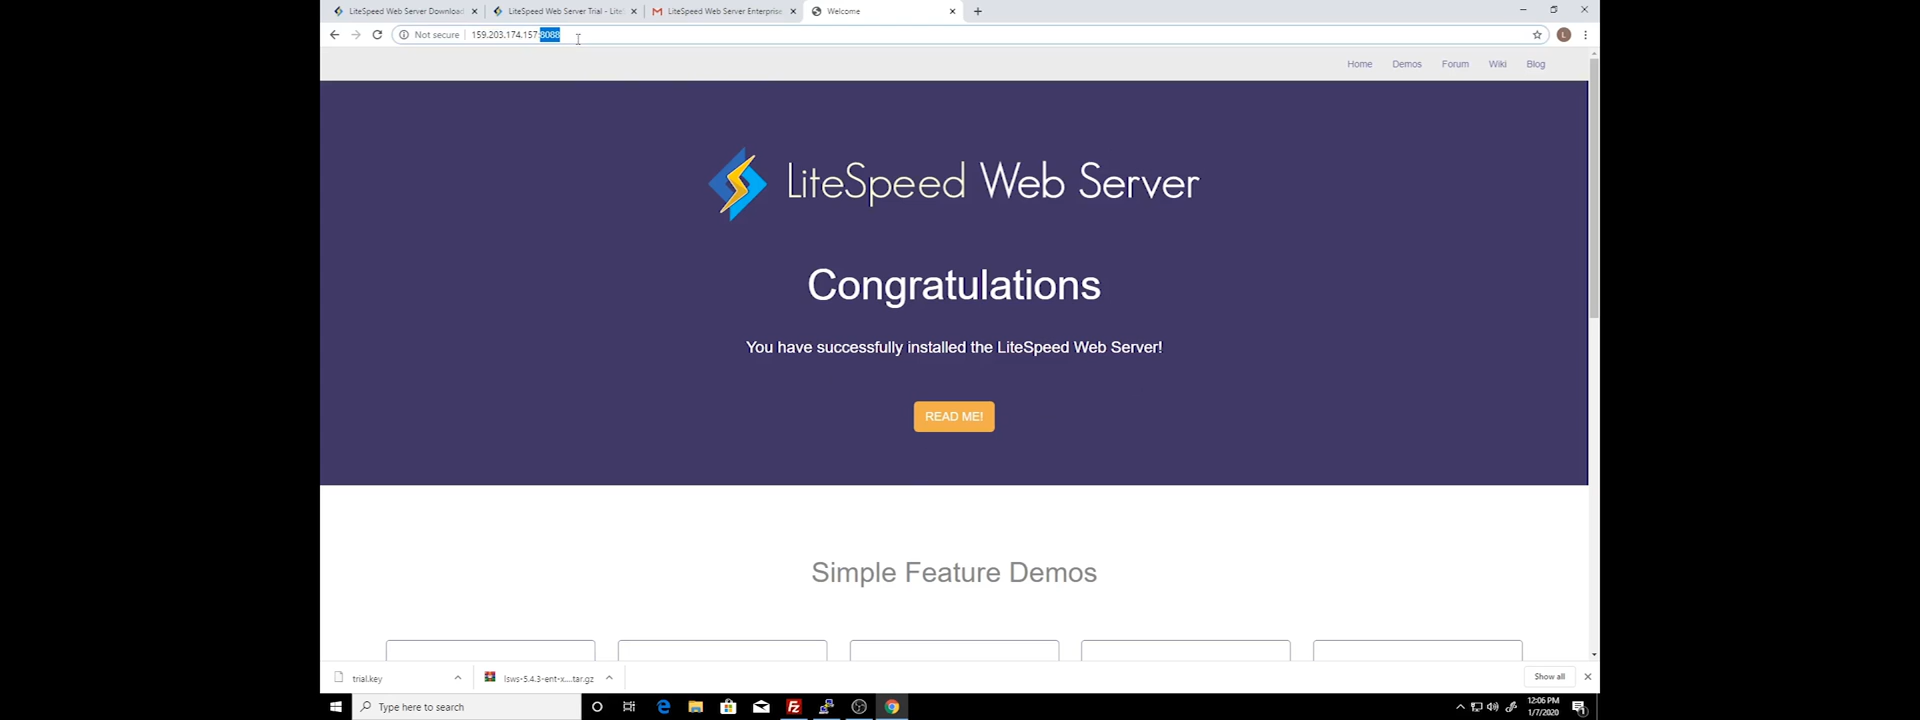 LiteSpeed Web Server Download
LiteSpeed Web Server Trial - Lite
LiteSpeed Web Server Enterprise
Welcome
Not secure
159.203.174.157:8088
L
Home
Demos
Forum
Wiki
Blog
LiteSpeed Web Server
Congratulations
You have successfully installed the LiteSpeed Web Server!
READ ME!
Simple Feature Demos
trial.key
lsws-5.4.3-ent-x....tar.gz
Show all
Type here to search
12:06 PM
1/7/2020